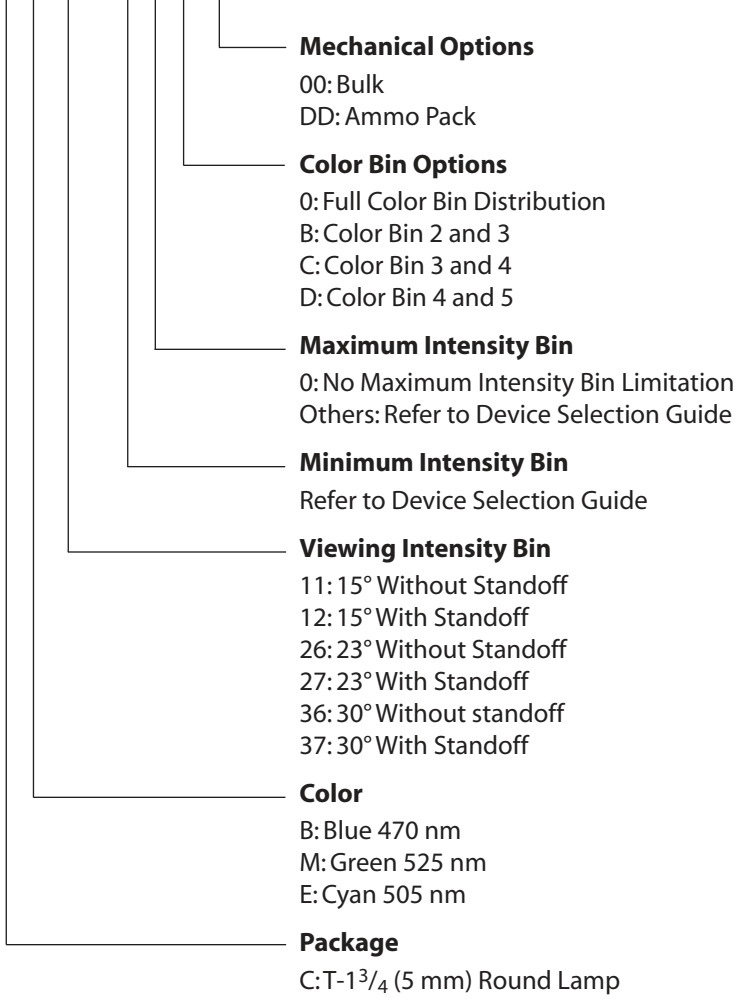 Mechanical Options
00: Bulk
DD: Ammo Pack
Color Bin Options
0: Full Color Bin Distribution
B: Color Bin 2 and 3
C: Color Bin 3 and 4
D: Color Bin 4 and 5
Maximum Intensity Bin
0: No Maximum Intensity Bin Limitation
Others: Refer to Device Selection Guide
Minimum Intensity Bin
Refer to Device Selection Guide
Viewing Intensity Bin
11: 15° Without Standoff
12: 15° With Standoff
26: 23° Without Standoff
27: 23° With Standoff
36: 30° Without standoff
37: 30° With Standoff
Color
B: Blue 470 nm
M: Green 525 nm
E: Cyan 505 nm
Package
C: T-1 3/4 (5 mm) Round Lamp